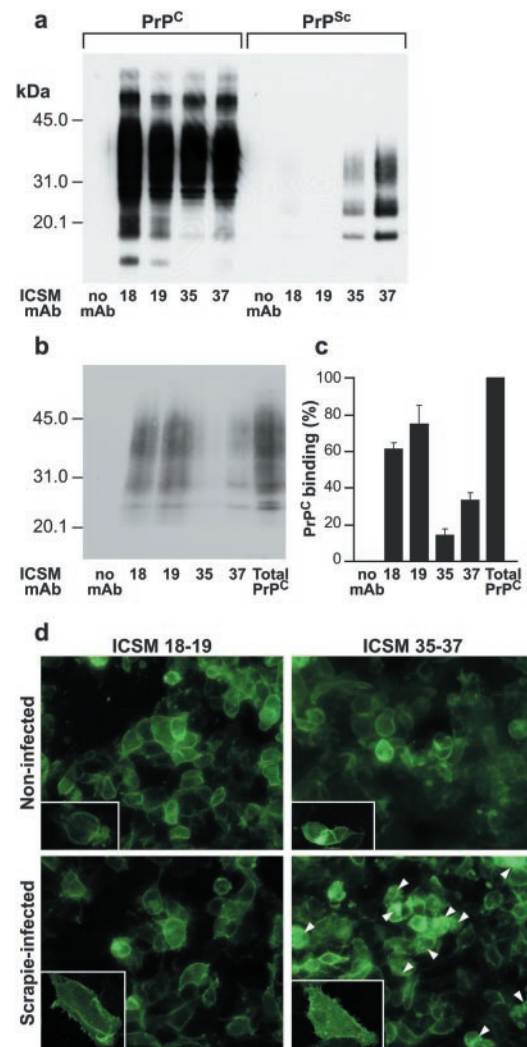 a
PrP^C PrP^Sc
kDa
45.0
31.0
20.1
ICSM mAb no mAb 18 19 35 37 no mAb 18 19 35 37
b
45.0
31.0
20.1
ICSM mAb no mAb 18 19 35 37 Total PrP^C
c
PrP^C binding (%)
100
80
60
40
20
0
no mAb 18 19 35 37 Total PrP^C
d
ICSM 18-19 ICSM 35-37
Non-infected
Scrapie-infected